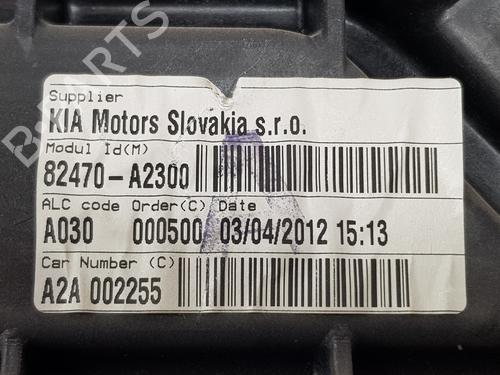 B-PARTS
Supplier
KIA Motors Slovakia s.r.o.
Modul Id(M)
82470-A2300
ALC code Order(C) Date
A030 000500 03/04/2012 15:13
Car Number (C)
A2A 002255